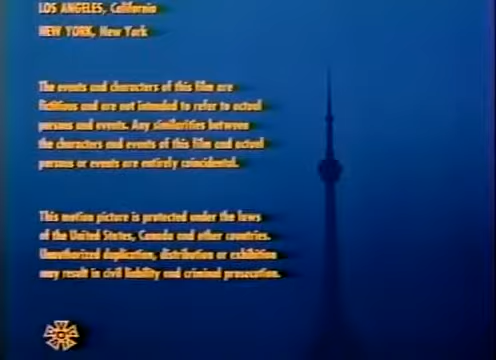 LOS ANGELES, California
NEW YORK, New York
The events and characters of this film are
fictitious and are not intended to refer to actual
persons and events. Any similarities between
the characters and events of this film and actual
persons or events are entirely coincidental.
This motion picture is protected under the laws
of the United States, Canada and other countries.
Unauthorized duplication, distribution or exhibition
may result in civil liability and criminal prosecution.